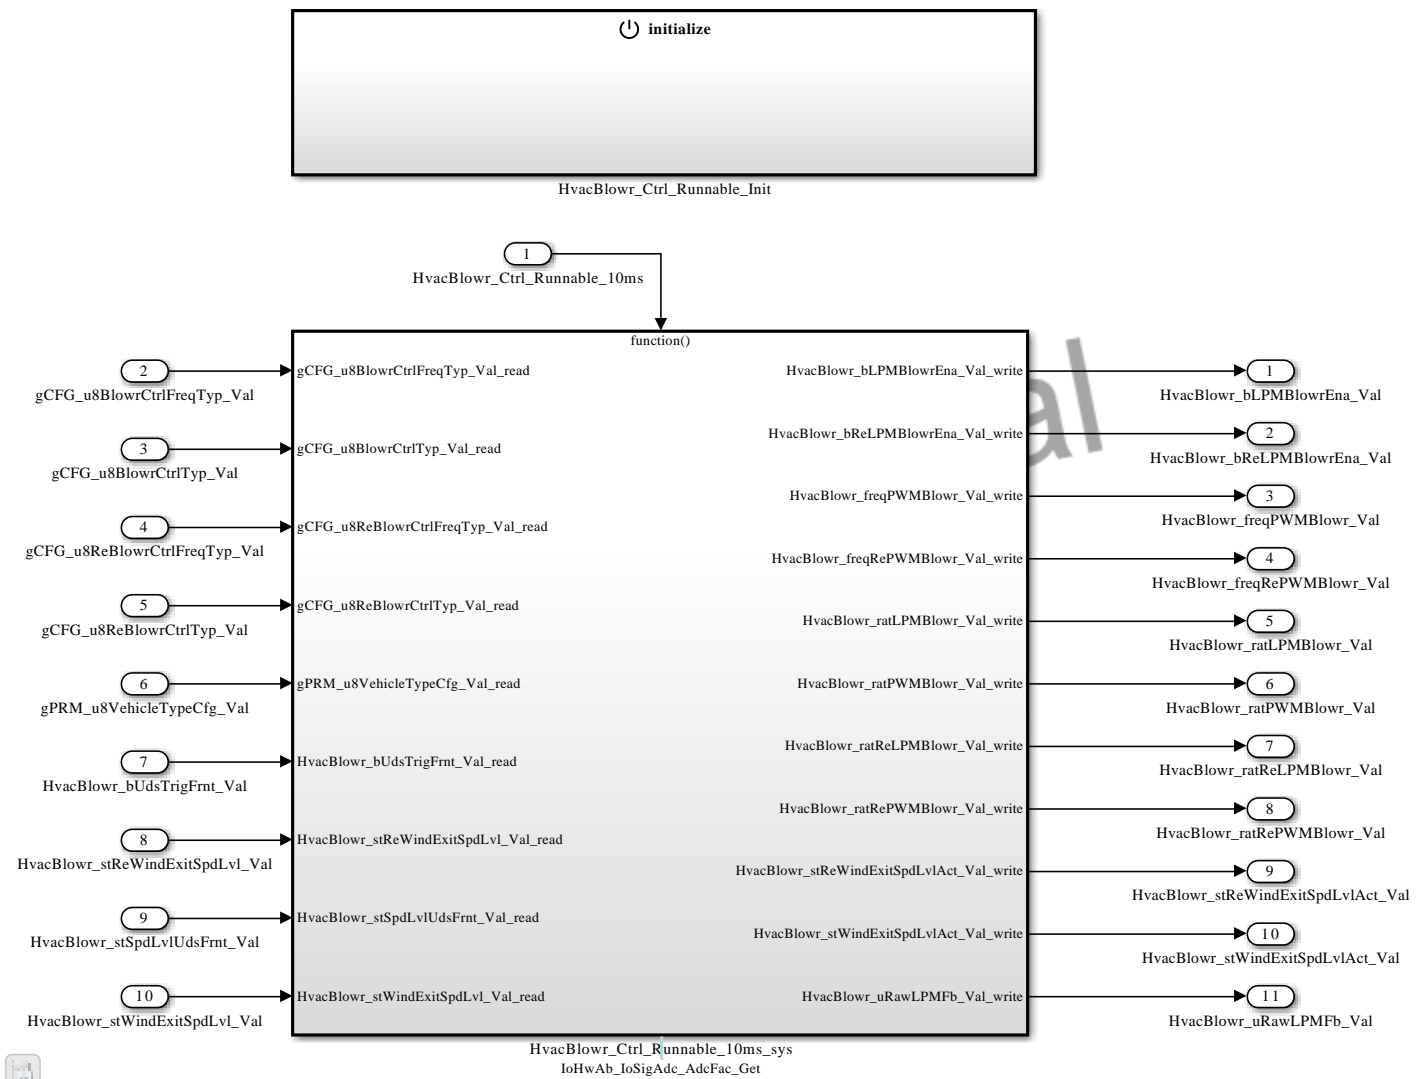 initialize
HvacBlowr_Ctrl_Runnable_Init
1
HvacBlowr_Ctrl_Runnable_10ms
function()
2
gCFG_u8BlowrCtrlFreqTyp_Val
gCFG_u8BlowrCtrlFreqTyp_Val_read
HvacBlowr_bLPMBlowrEna_Val_write
1
HvacBlowr_bLPMBlowrEna_Val
al
3
gCFG_u8BlowrCtrlTyp_Val
gCFG_u8BlowrCtrlTyp_Val_read
HvacBlowr_bReLPMBlowrEna_Val_write
2
HvacBlowr_bReLPMBlowrEna_Val
4
gCFG_u8ReBlowrCtrlFreqTyp_Val
gCFG_u8ReBlowrCtrlFreqTyp_Val_read
HvacBlowr_freqPWMBlowr_Val_write
3
HvacBlowr_freqPWMBlowr_Val
HvacBlowr_freqRePWMBlowr_Val_write
4
HvacBlowr_freqRePWMBlowr_Val
5
gCFG_u8ReBlowrCtrlTyp_Val
gCFG_u8ReBlowrCtrlTyp_Val_read
HvacBlowr_ratLPMBlowr_Val_write
5
HvacBlowr_ratLPMBlowr_Val
6
gPRM_u8VehicleTypeCfg_Val
gPRM_u8VehicleTypeCfg_Val_read
HvacBlowr_ratPWMBlowr_Val_write
6
HvacBlowr_ratPWMBlowr_Val
7
HvacBlowr_bUdsTrigFrnt_Val
HvacBlowr_bUdsTrigFrnt_Val_read
HvacBlowr_ratReLPMBlowr_Val_write
7
HvacBlowr_ratReLPMBlowr_Val
8
HvacBlowr_stReWindExitSpdLvl_Val
HvacBlowr_stReWindExitSpdLvl_Val_read
HvacBlowr_ratRePWMBlowr_Val_write
8
HvacBlowr_ratRePWMBlowr_Val
HvacBlowr_stReWindExitSpdLvlAct_Val_write
9
HvacBlowr_stReWindExitSpdLvlAct_Val
9
HvacBlowr_stSpdLvlUdsFrnt_Val
HvacBlowr_stSpdLvlUdsFrnt_Val_read
HvacBlowr_stWindExitSpdLvlAct_Val_write
10
HvacBlowr_stWindExitSpdLvlAct_Val
10
HvacBlowr_stWindExitSpdLvl_Val
HvacBlowr_stWindExitSpdLvl_Val_read
HvacBlowr_uRawLPMFb_Val_write
11
HvacBlowr_uRawLPMFb_Val
HvacBlowr_Ctrl_Runnable_10ms_sys
IoHwAb_IoSigAdc_AdcFac_Get